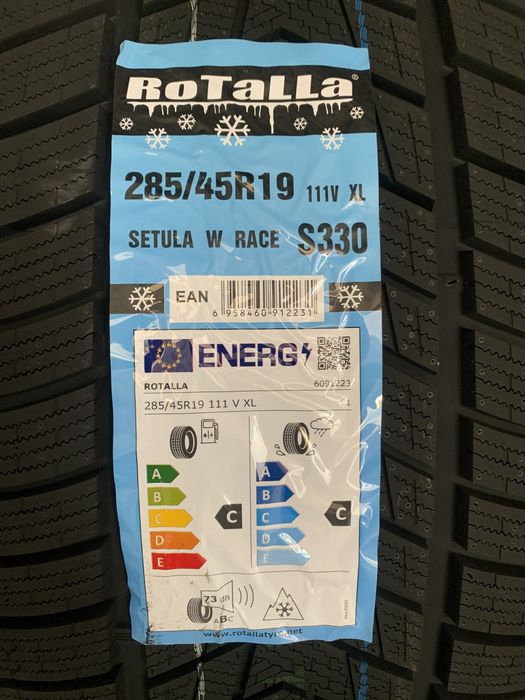 RoTaLLa®
285/45R19 111V XL
SETULA W RACE S330
EAN
6 958460 912231
ENERG
ROTALLA 6091223
285/45R19 111 V XL C1
A A
B B
C C C C
D D
E E
73 dB
ABC
www.rotallatyre.net